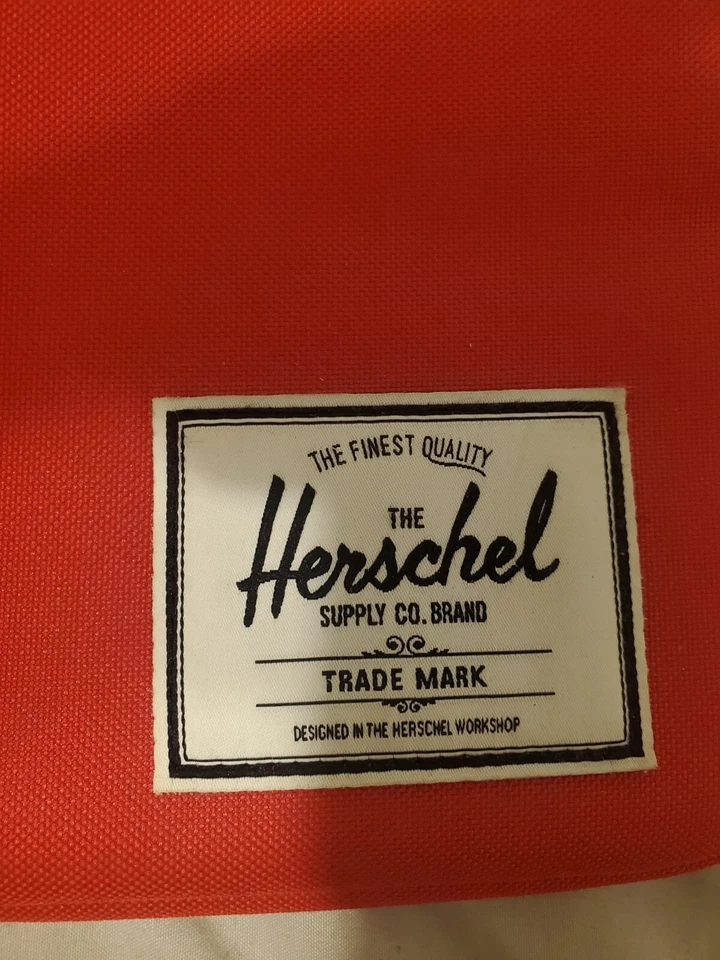 THE FINEST QUALITY
THE
Herschel
SUPPLY CO. BRAND
TRADE MARK
DESIGNED IN THE HERSCHEL WORKSHOP